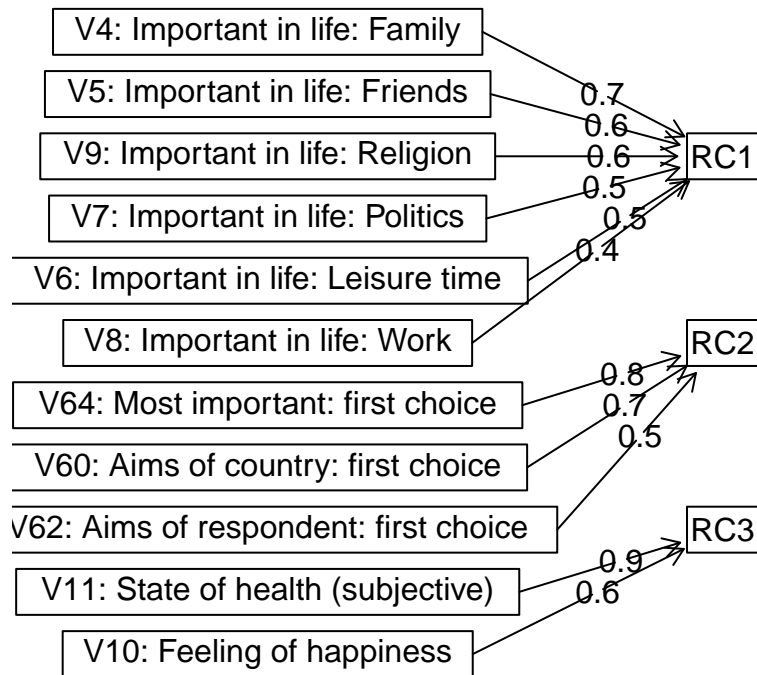 V4: Important in life: Family
V5: Important in life: Friends
0.7
0.6
V9: Important in life: Religion
0.6
RC1
0.5
V7: Important in life: Politics
0.5
0.4
V6: Important in life: Leisure time
V8: Important in life: Work
RC2
0.8
V64: Most important: first choice
0.7
0.5
V60: Aims of country: first choice
V62: Aims of respondent: first choice
RC3
0.9
V11: State of health (subjective)
0.6
V10: Feeling of happiness